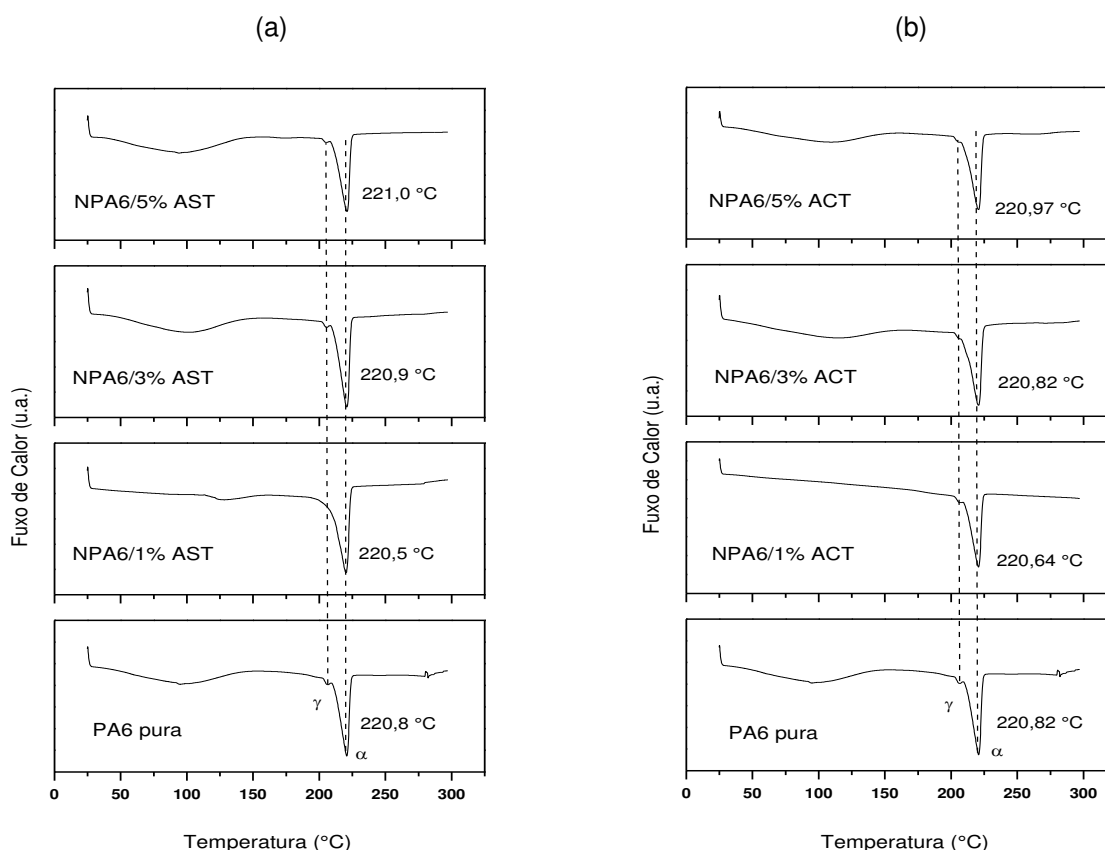 (a)
NPA6/5% AST
221,0 °C
NPA6/3% AST
220,9 °C
NPA6/1% AST
220,5 °C
PA6 pura
220,8 °C
γ
α
0 50 100 150 200 250 300
Temperatura (°C)
Fuxo de Calor (u.a.)
(b)
NPA6/5% ACT
220,97 °C
NPA6/3% ACT
220,82 °C
NPA6/1% ACT
220,64 °C
PA6 pura
220,82 °C
γ
α
0 50 100 150 200 250 300
Temperatura (°C)
Fuxo de Calor (u.a.)